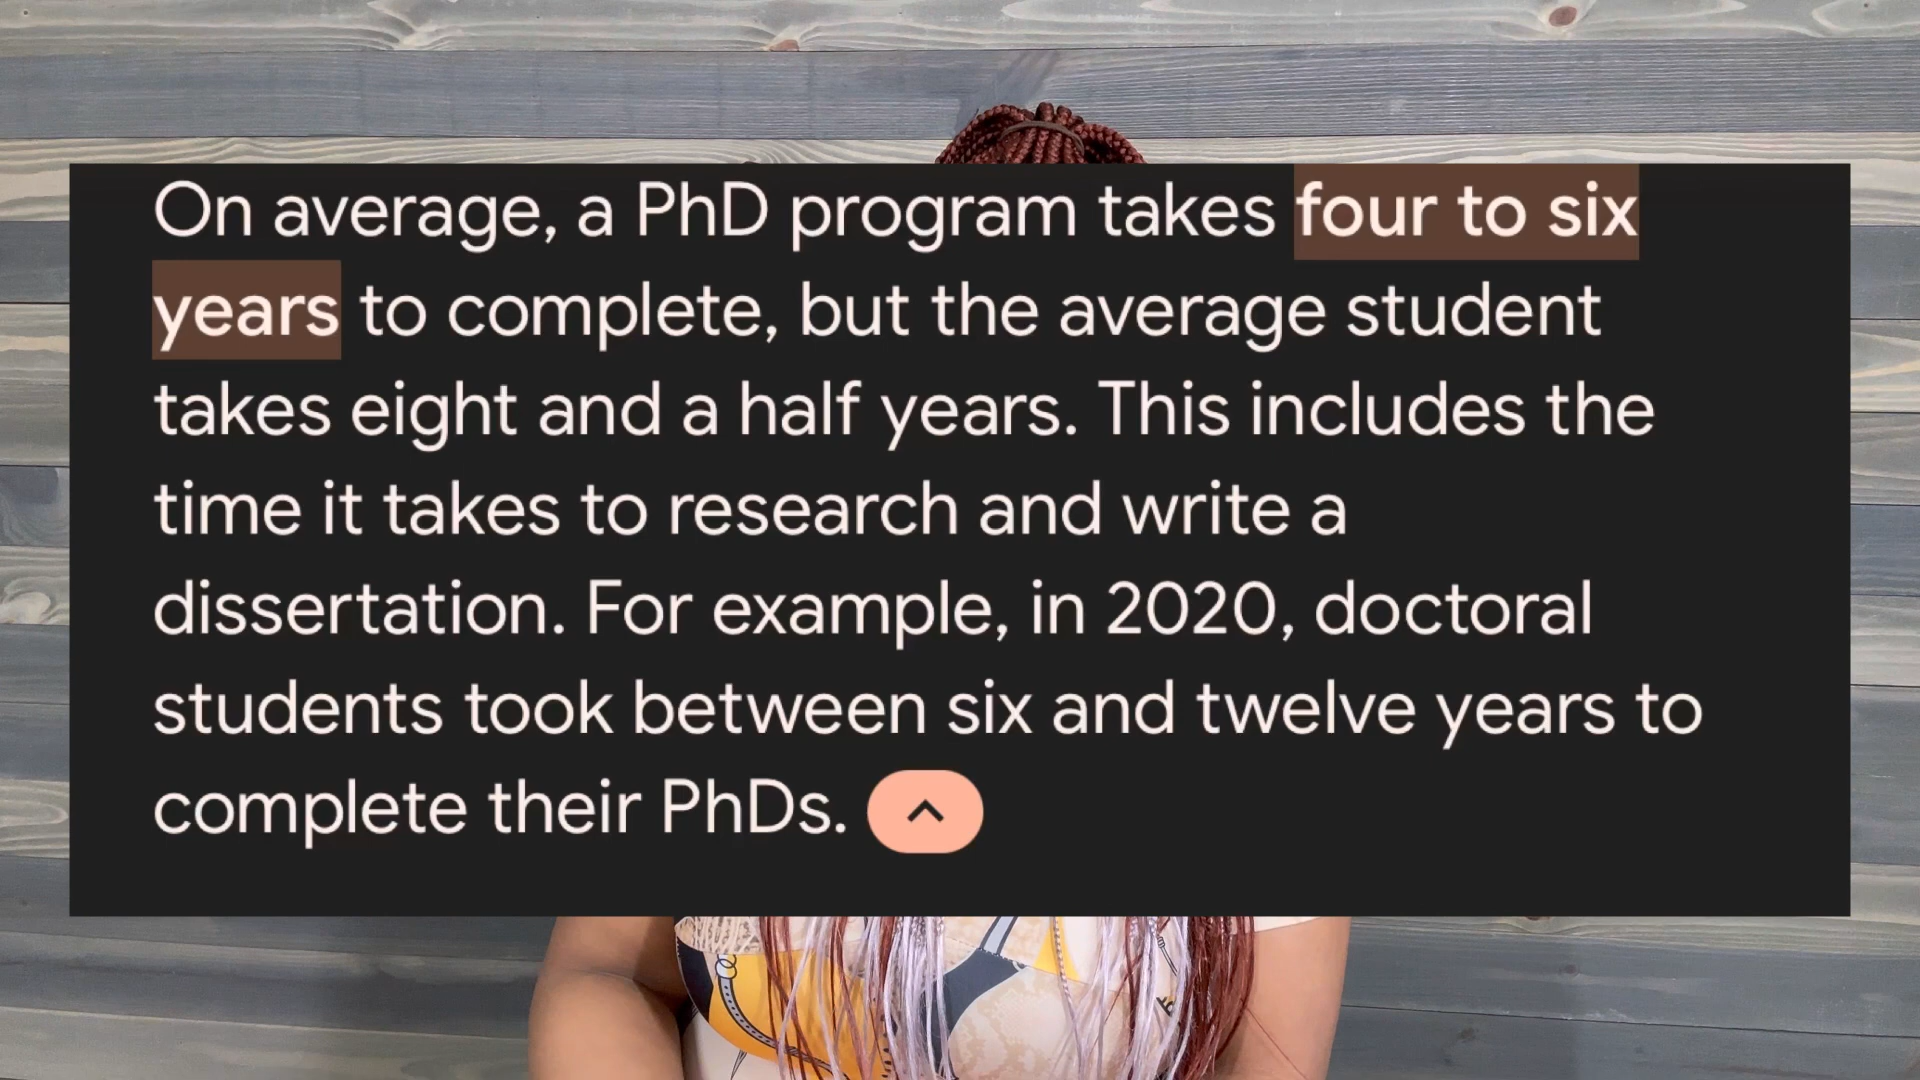 On average, a PhD program takes four to six
years to complete, but the average student
takes eight and a half years. This includes the
time it takes to research and write a
dissertation. For example, in 2020, doctoral
students took between six and twelve years to
complete their PhDs.